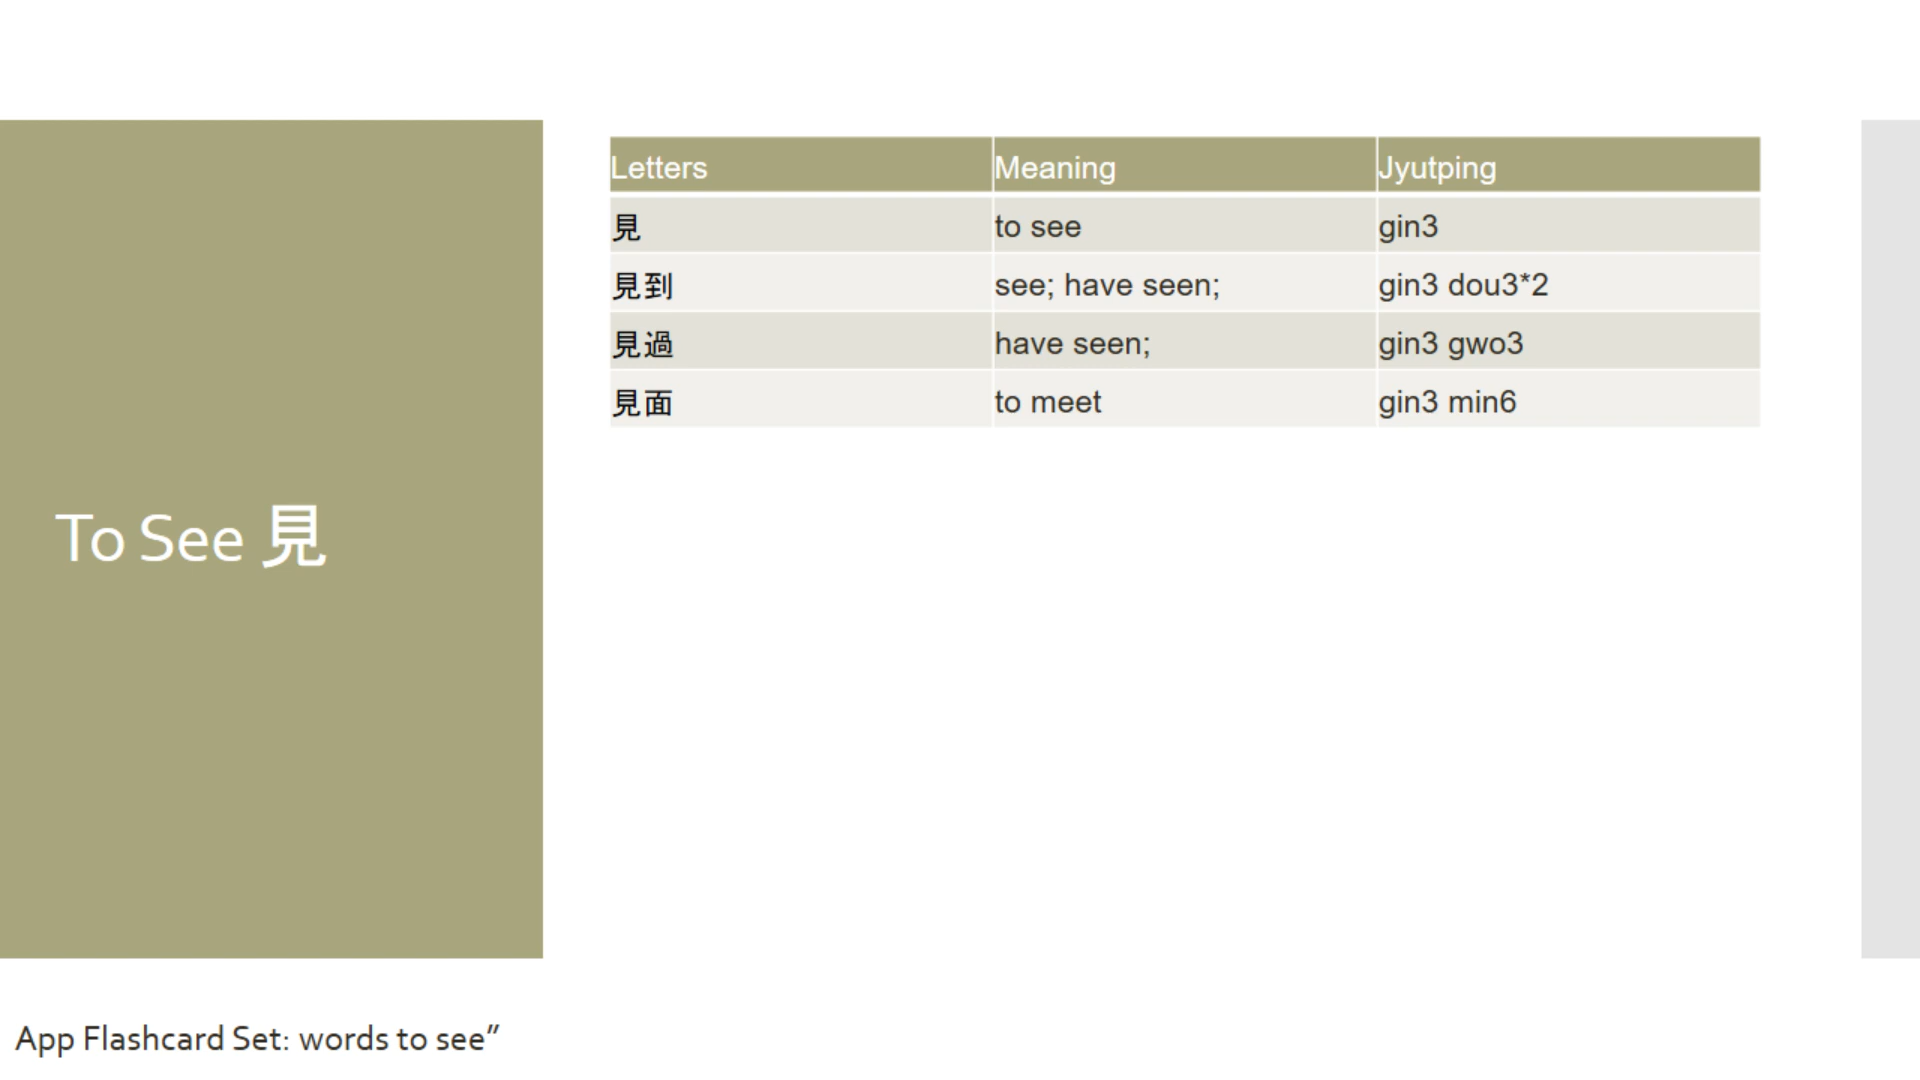 To See 見
Letters Meaning Jyutping
見 to see gin3
見到 see; have seen; gin3 dou3*2
見過 have seen; gin3 gwo3
見面 to meet gin3 min6
App Flashcard Set: words to see”